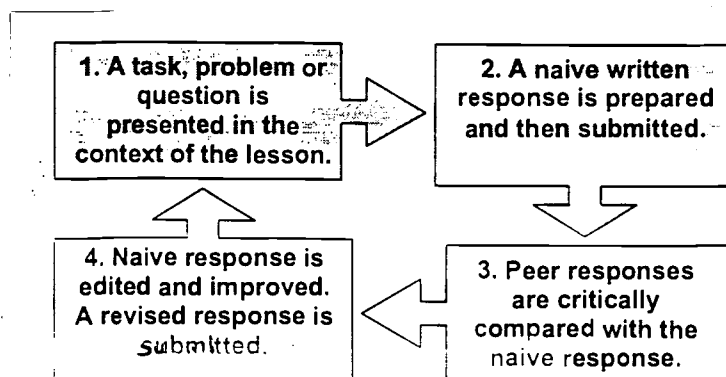 1. A task, problem or
question is
presented in the
context of the lesson.
2. A naive written
response is prepared
and then submitted.
3. Peer responses
are critically
compared with the
naive response.
4. Naive response is
edited and improved.
A revised response is
submitted.